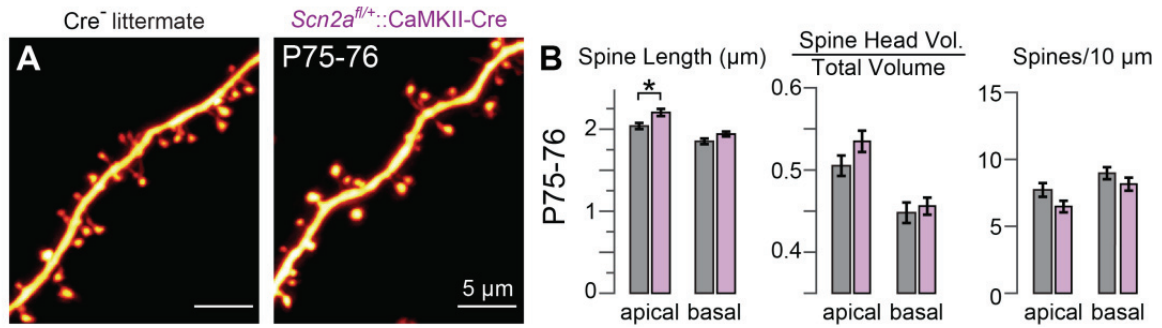 Cre⁻ littermate
Scn2a^fl/+::CaMKII-Cre
A
P75-76
5 µm
B
Spine Length (µm)
Spine Head Vol.
Total Volume
Spines/10 µm
P75-76
*
2
1
0
apical basal
0.6
0.5
0.4
apical basal
15
10
5
0
apical basal